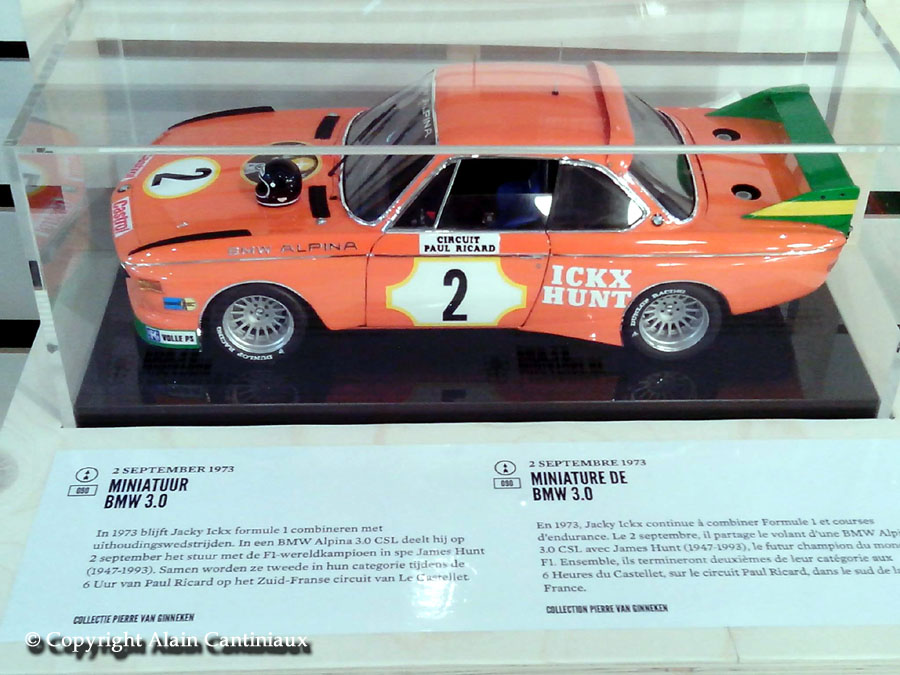 ALPINA
2
Castrol
BMW ALPINA
CIRCUIT
PAUL RICARD
2
ICKX
HUNT
DUNLOP RACING
DUNLOP RACING
VOLLE PS
2 SEPTEMBER 1973
090
MINIATUUR
BMW 3.0
In 1973 blijft Jacky Ickx formule 1 combineren met
uithoudingswedstrijden. In een BMW Alpina 3.0 CSL deelt hij op
2 september het stuur met de F1-wereldkampioen in spe James Hunt
(1947-1993). Samen worden ze tweede in hun categorie tijdens de
6 Uur van Paul Ricard op het Zuid-Franse circuit van Le Castellet.
COLLECTIE PIERRE VAN GINNEKEN
2 SEPTEMBRE 1973
090
MINIATURE DE
BMW 3.0
En 1973, Jacky Ickx continue à combiner Formule 1 et courses
d'endurance. Le 2 septembre, il partage le volant d'une BMW Alpi
3.0 CSL avec James Hunt (1947-1993), le futur champion du mon
F1. Ensemble, ils termineront deuxièmes de leur catégorie aux
6 Heures du Castellet, sur le circuit Paul Ricard, dans le sud de la
France.
COLLECTION PIERRE VAN GINNEKEN
© Copyright Alain Cantiniaux